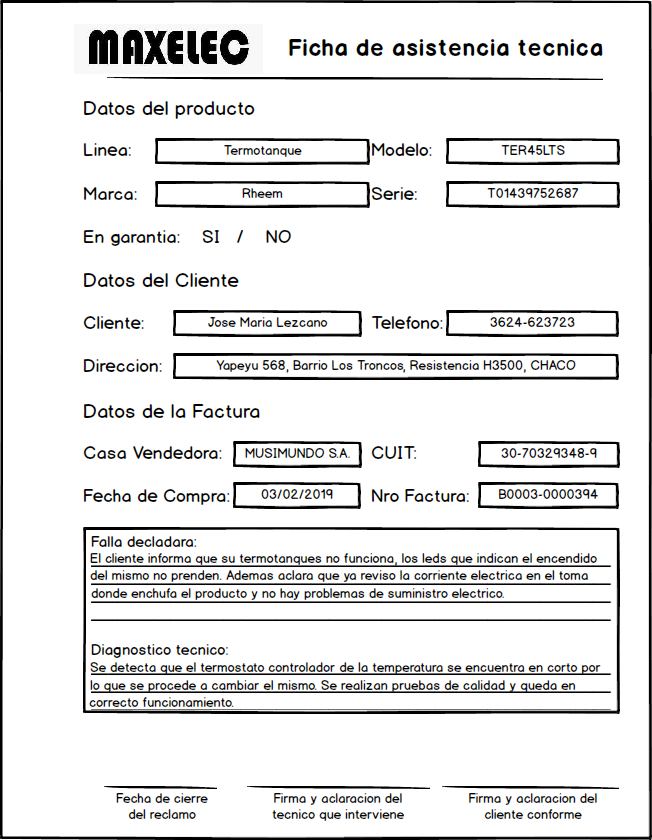 MAXELEC Ficha de asistencia tecnica
Datos del producto
Linea: Termotanque Modelo: TER45LTS
Marca: Rheem Serie: T01439752687
En garantia: SI / NO
Datos del Cliente
Cliente: Jose Maria Lezcano Telefono: 3624-623723
Direccion: Yapeyu 568, Barrio Los Troncos, Resistencia H3500, CHACO
Datos de la Factura
Casa Vendedora: MUSIMUNDO S.A. CUIT: 30-70329348-9
Fecha de Compra: 03/02/2019 Nro Factura: B0003-0000394
Falla decladara:
El cliente informa que su termotanques no funciona, los leds que indican el encendido
del mismo no prenden. Ademas aclara que ya reviso la corriente electrica en el toma
donde enchufa el producto y no hay problemas de suministro electrico.
Diagnostico tecnico:
Se detecta que el termostato controlador de la temperatura se encuentra en corto por
lo que se procede a cambiar el mismo. Se realizan pruebas de calidad y queda en
correcto funcionamiento.
Fecha de cierre Firma y aclaracion del Firma y aclaracion del
del reclamo tecnico que interviene cliente conforme